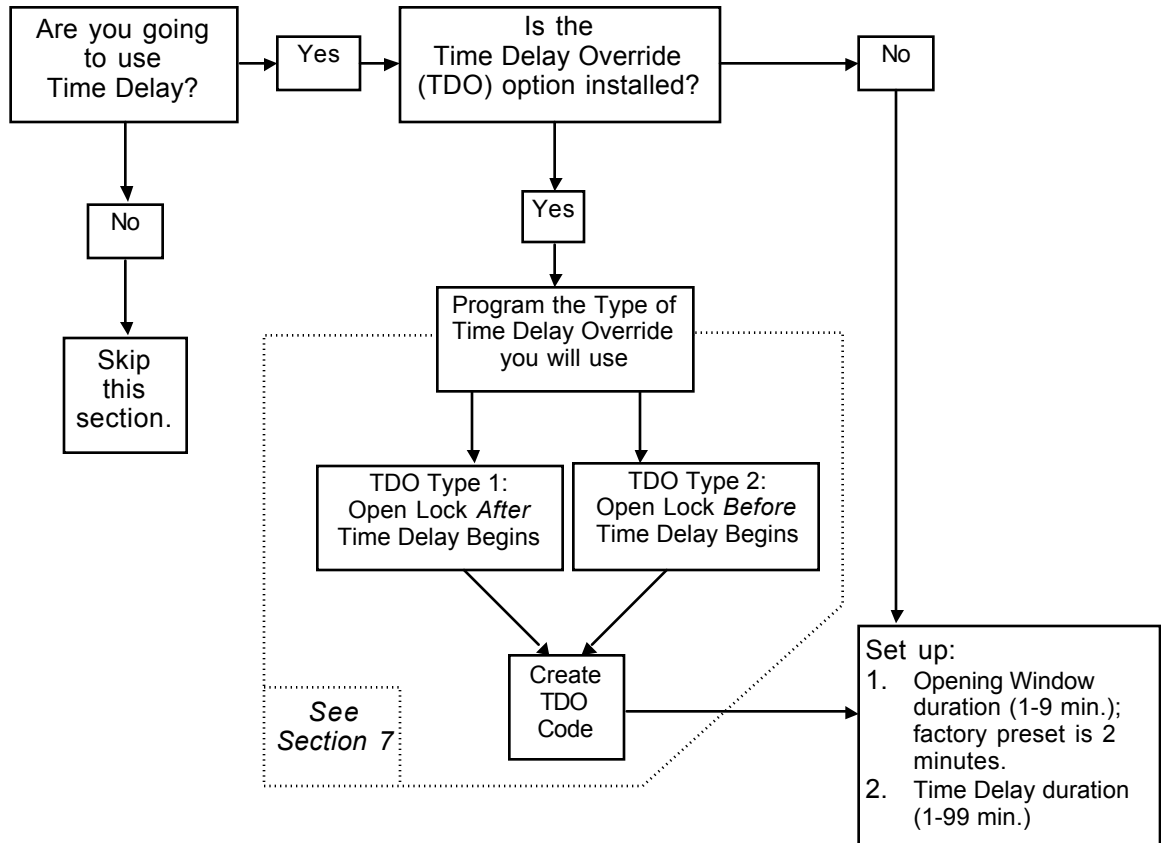 Are you going
to use
Time Delay?
Yes
Is the
Time Delay Override
(TDO) option installed?
No
No
Yes
Skip
this
section.
Program the Type of
Time Delay Override
you will use
TDO Type 1:
Open Lock After
Time Delay Begins
TDO Type 2:
Open Lock Before
Time Delay Begins
Create
TDO
Code
See
Section 7
Set up:
1. Opening Window
duration (1-9 min.);
factory preset is 2
minutes.
2. Time Delay duration
(1-99 min.)